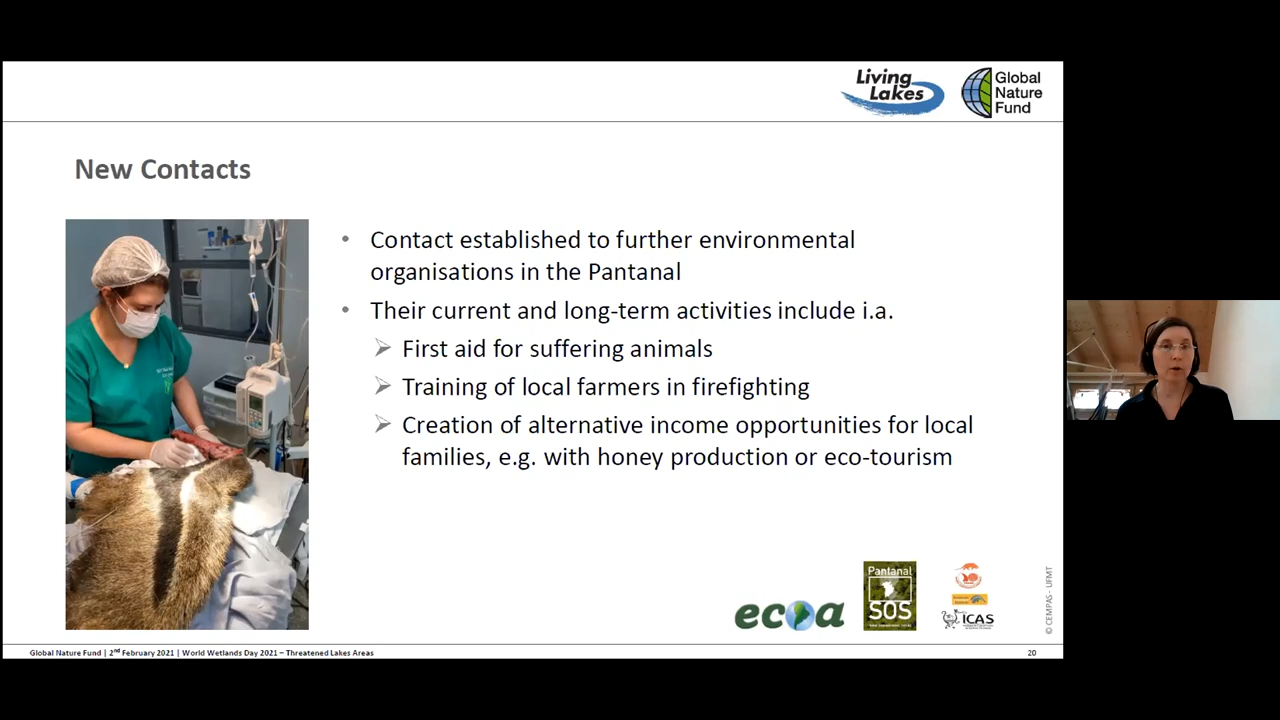 Living
Lakes
Global
Nature
Fund
New Contacts
• Contact established to further environmental
organisations in the Pantanal
• Their current and long-term activities include i.a.
➢ First aid for suffering animals
➢ Training of local farmers in firefighting
➢ Creation of alternative income opportunities for local
families, e.g. with honey production or eco-tourism
ecoa
Pantanal
SOS
ICAS
© CEMPAS - UFMT
Global Nature Fund | 2nd February 2021 | World Wetlands Day 2021 – Threatened Lakes Areas
20